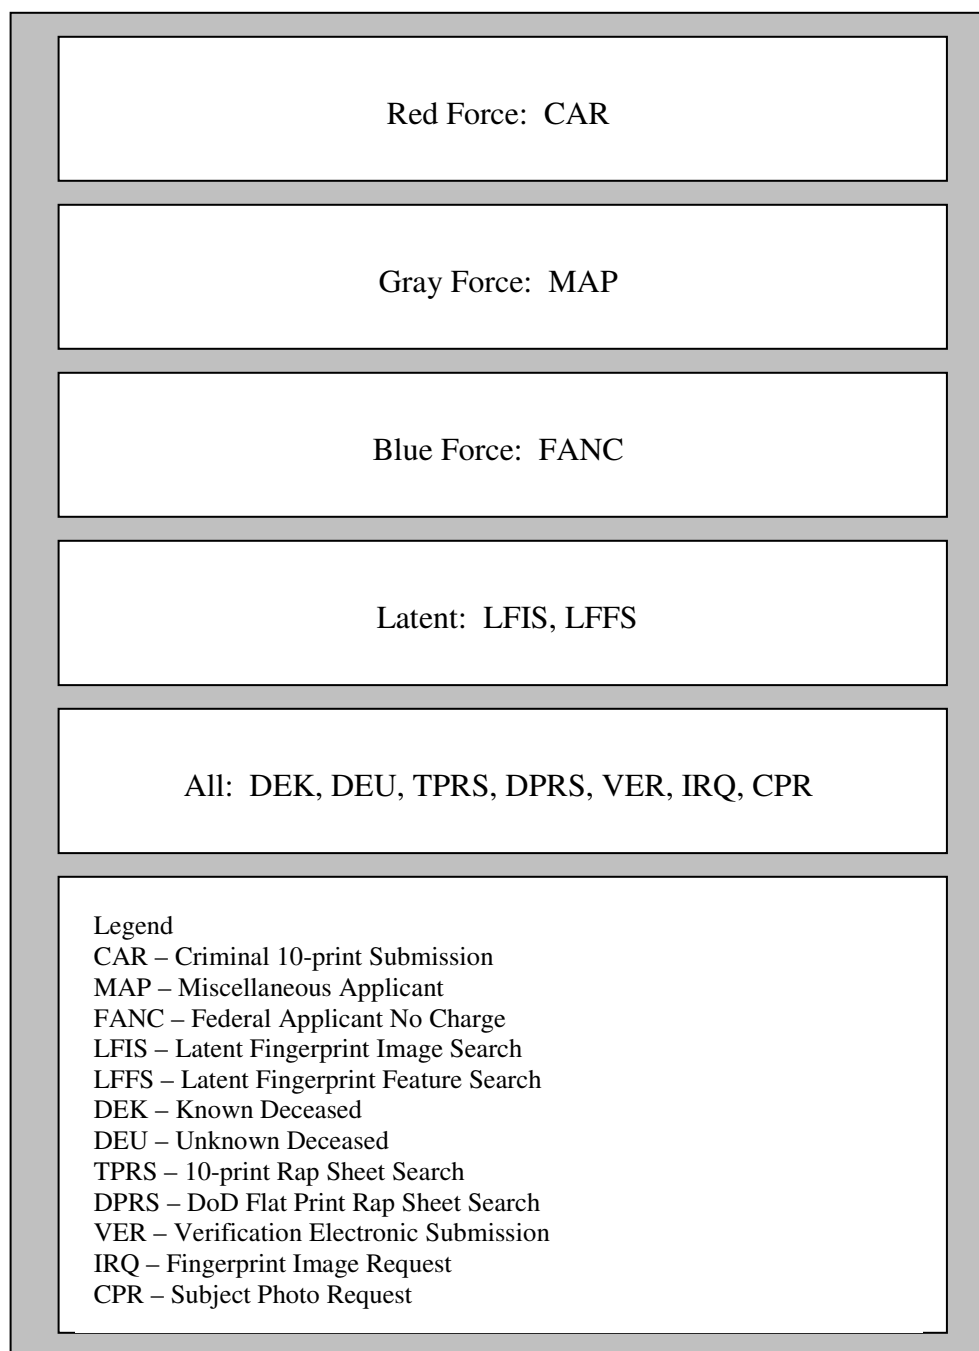 Red Force:  CAR
Gray Force:  MAP
Blue Force:  FANC
Latent:  LFIS, LFFS
All:  DEK, DEU, TPRS, DPRS, VER, IRQ, CPR
Legend
CAR – Criminal 10-print Submission
MAP – Miscellaneous Applicant
FANC – Federal Applicant No Charge
LFIS – Latent Fingerprint Image Search
LFFS – Latent Fingerprint Feature Search
DEK – Known Deceased
DEU – Unknown Deceased
TPRS – 10-print Rap Sheet Search
DPRS – DoD Flat Print Rap Sheet Search
VER – Verification Electronic Submission
IRQ – Fingerprint Image Request
CPR – Subject Photo Request